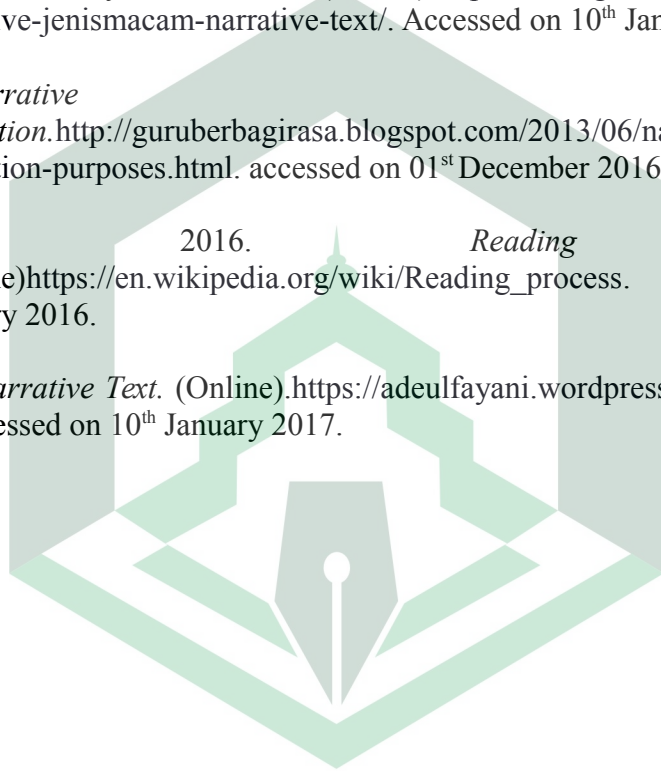 ve-jenismacam-narrative-text/. Accessed on 10th Jan
rrative
tion.http://guruberbagirasa.blogspot.com/2013/06/na
tion-purposes.html. accessed on 01st December 2016
2016. Reading
e)https://en.wikipedia.org/wiki/Reading_process.
ry 2016.
arrative Text. (Online).https://adeulfayani.wordpress
essed on 10th January 2017.